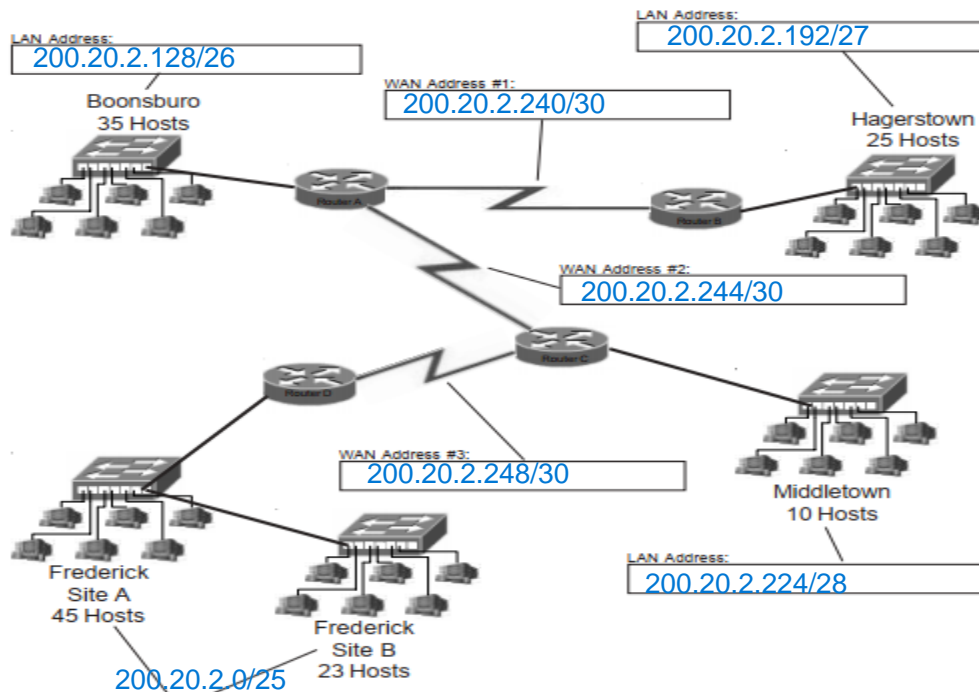 LAN Address:
200.20.2.128/26
LAN Address:
200.20.2.192/27
WAN Address #1:
200.20.2.240/30
Boonsburo
35 Hosts
Hagerstown
25 Hosts
Router A
Router B
WAN Address #2:
200.20.2.244/30
Router C
Router D
WAN Address #3:
200.20.2.248/30
Middletown
10 Hosts
LAN Address:
200.20.2.224/28
Frederick
Site A
45 Hosts
Frederick
Site B
23 Hosts
200.20.2.0/25